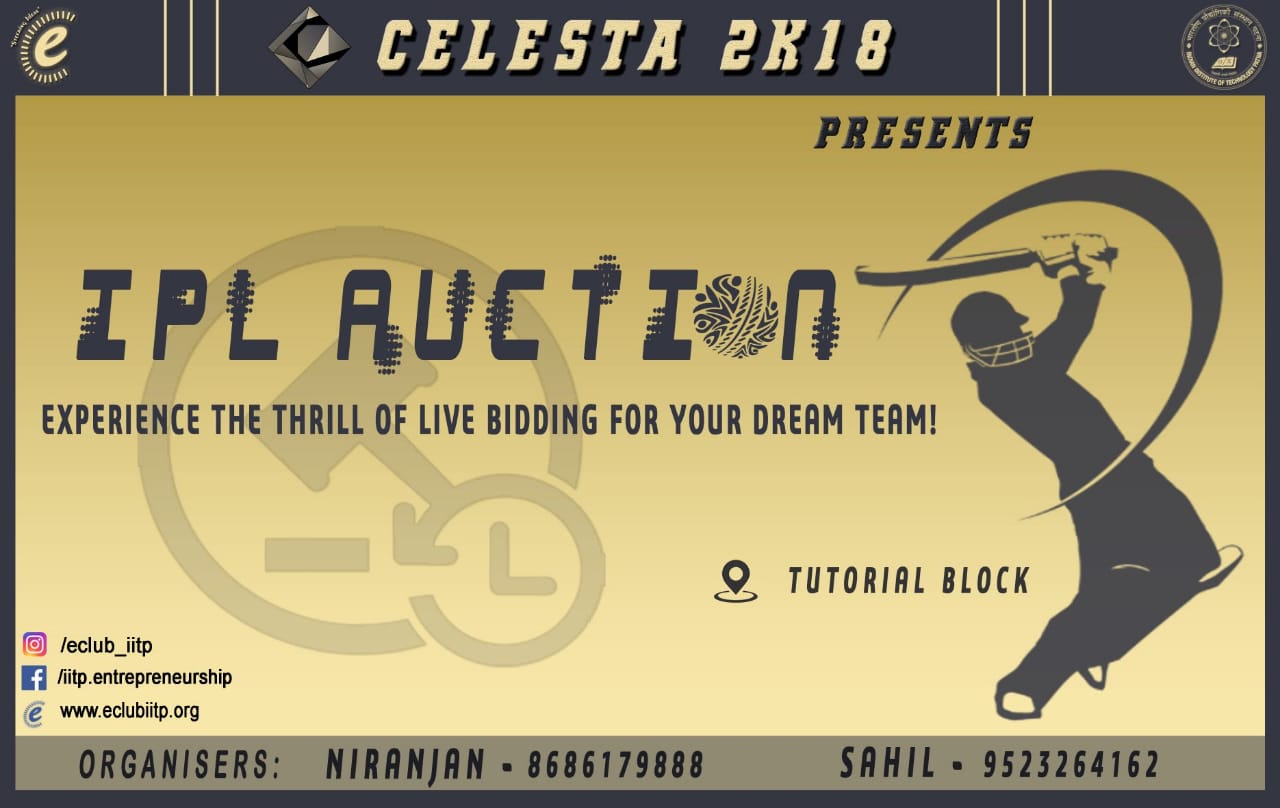 CELESTA 2K18
PRESENTS
IPL AUCTION
EXPERIENCE THE THRILL OF LIVE BIDDING FOR YOUR DREAM TEAM!
TUTORIAL BLOCK
/eclub_iitp
/iitp.entrepreneurship
www.eclubiitp.org
ORGANISERS: NIRANJAN - 8686179888 SAHIL - 9523264162